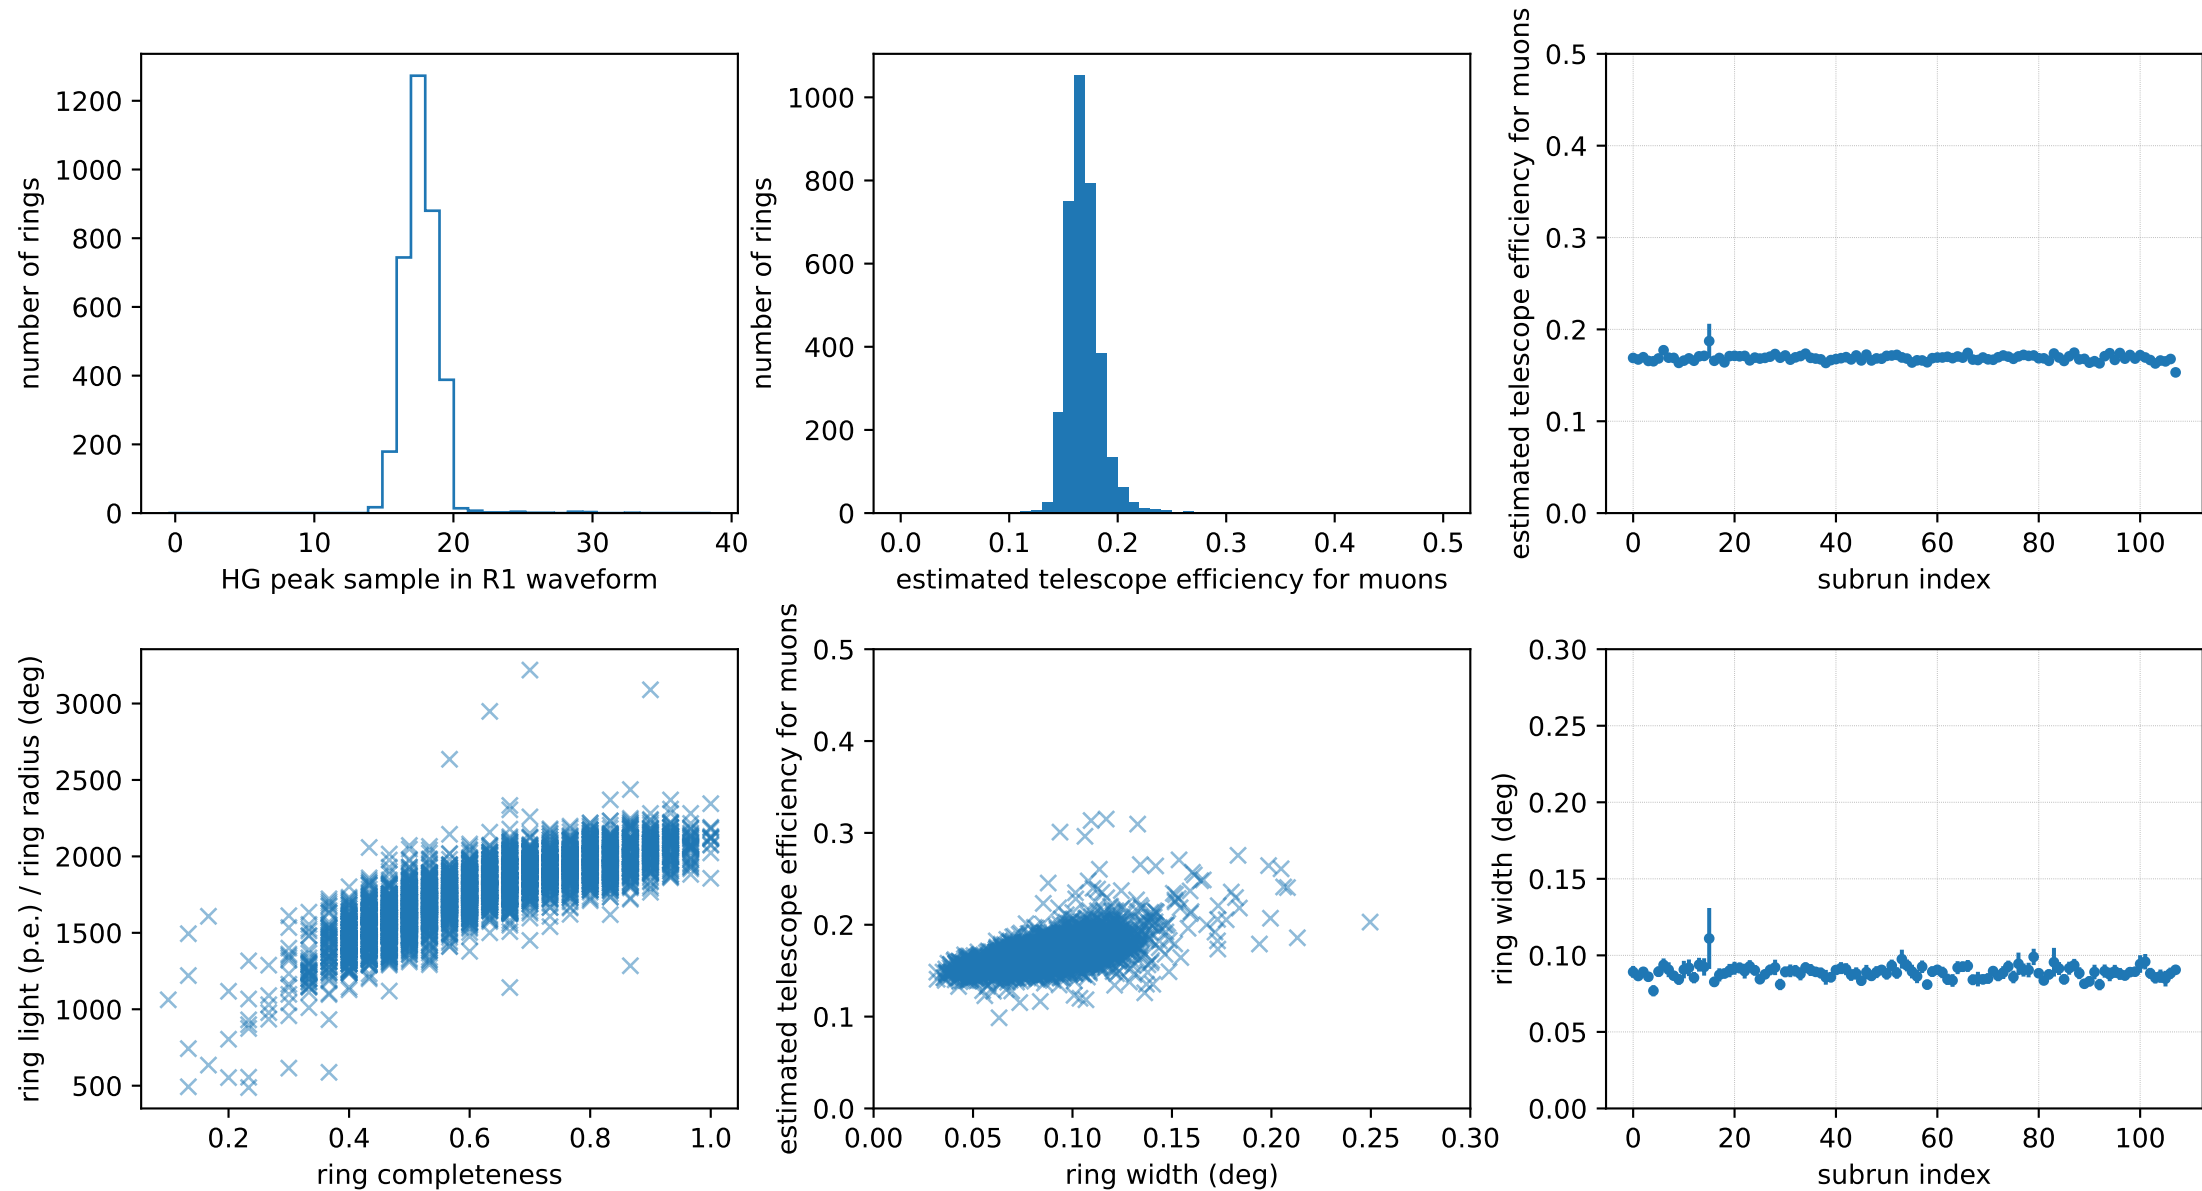 number of rings
1200
1000
800
600
400
200
0
0 10 20 30 40
HG peak sample in R1 waveform
number of rings
1000
800
600
400
200
0
0.0 0.1 0.2 0.3 0.4 0.5
estimated telescope efficiency for muons
estimated telescope efficiency for muons
0.5
0.4
0.3
0.2
0.1
0.0
0 20 40 60 80 100
subrun index
ring light (p.e.) / ring radius (deg)
3000
2500
2000
1500
1000
500
0.2 0.4 0.6 0.8 1.0
ring completeness
estimated telescope efficiency for muons
0.5
0.4
0.3
0.2
0.1
0.0
0.00 0.05 0.10 0.15 0.20 0.25 0.30
ring width (deg)
ring width (deg)
0.30
0.25
0.20
0.15
0.10
0.05
0.00
0 20 40 60 80 100
subrun index